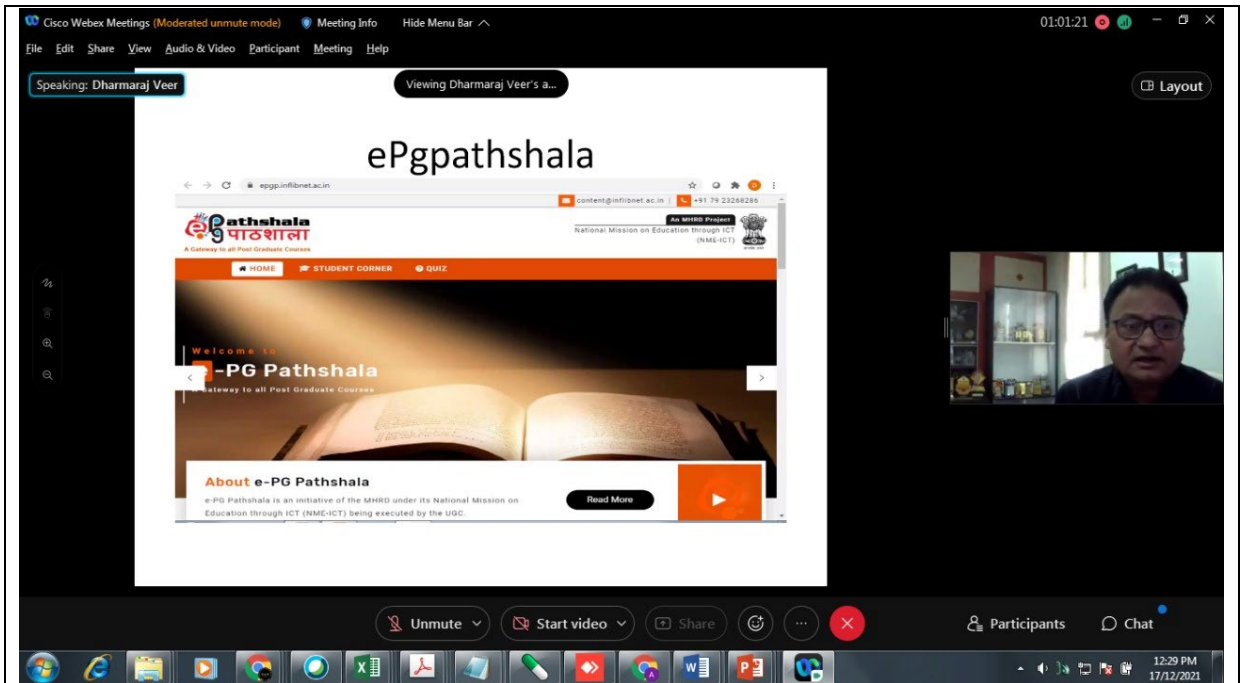 Cisco Webex Meetings (Moderated unmute mode) Meeting Info Hide Menu Bar 01:01:21
File Edit Share View Audio & Video Participant Meeting Help
Speaking: Dharmaraj Veer
Viewing Dharmaraj Veer's a...
Layout
ePgpathshala
epgp.inflibnet.ac.in
content@inflibnet.ac.in +91 79 23268286
ePathshala
पाठशाला
A Gateway to all Post Graduate Courses
An MHRD Project
National Mission on Education through ICT
(NME-ICT)
HOME STUDENT CORNER QUIZ
Welcome to
e-PG Pathshala
A Gateway to all Post Graduate Courses
About e-PG Pathshala
e-PG Pathshala is an initiative of the MHRD under its National Mission on
Education through ICT (NME-ICT) being executed by the UGC.
Read More
Unmute Start video Share Participants Chat
12:29 PM
17/12/2021